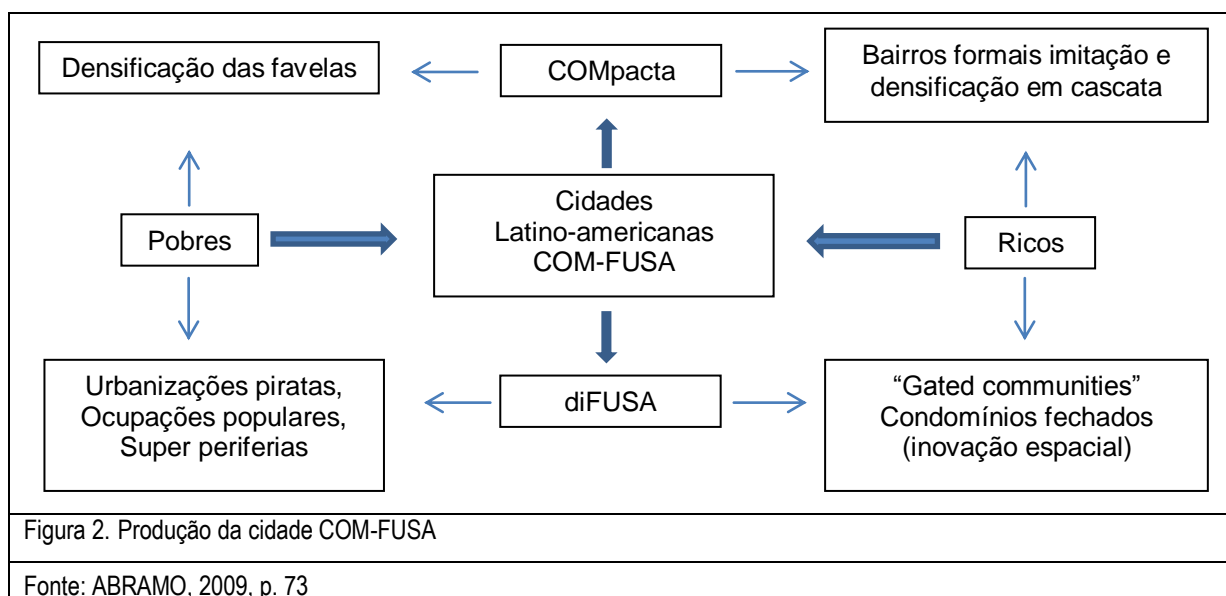 Densificação das favelas
COMpacta
Bairros formais imitação e
densificação em cascata
Pobres
Cidades
Latino-americanas
COM-FUSA
Ricos
Urbanizações piratas,
Ocupações populares,
Super periferias
diFUSA
“Gated communities”
Condomínios fechados
(inovação espacial)
Figura 2. Produção da cidade COM-FUSA
Fonte: ABRAMO, 2009, p. 73